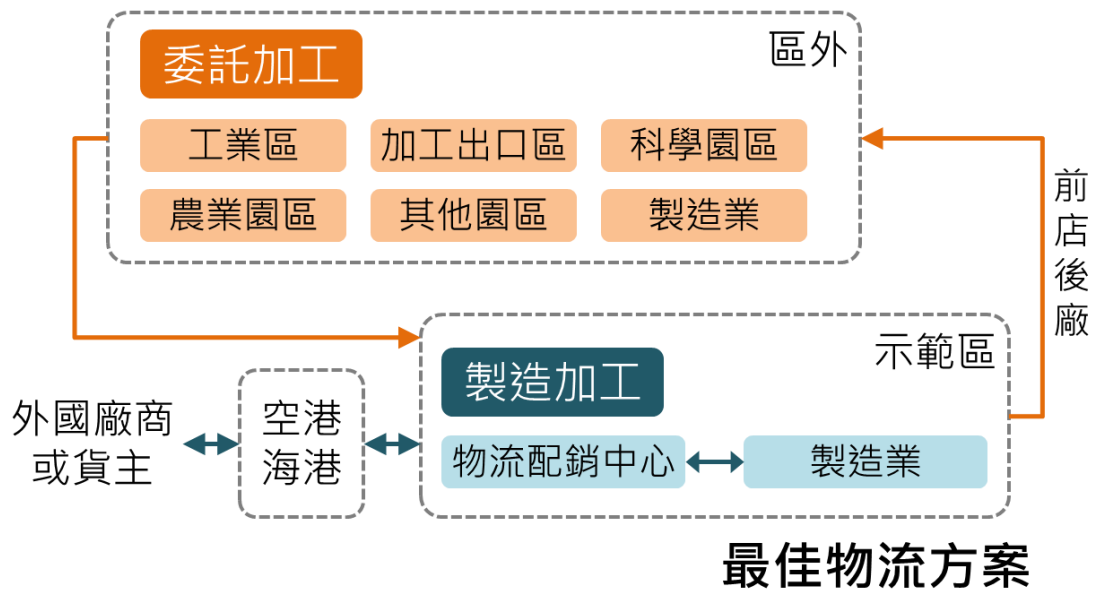 區外
委託加工
工業區
加工出口區
科學園區
農業園區
其他園區
製造業
前店後廠
示範區
製造加工
外國廠商
或貨主
空港
海港
物流配銷中心
製造業
最佳物流方案